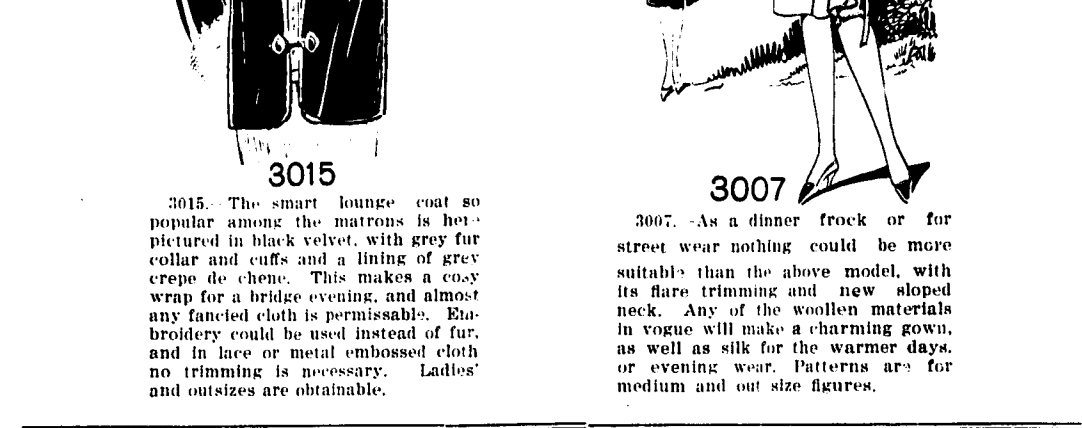 3015
3015.— The smart lounge coat so
popular among the matrons is here
pictured in black velvet, with grey fur
collar and cuffs and a lining of grey
crepe de chene. This makes a cosy
wrap for a bridge evening, and almost
any fancied cloth is permissable. Em-
broidery could be used instead of fur,
and in lace or metal embossed cloth
no trimming is necessary. Ladies'
and outsizes are obtainable.
3007
3007. -As a dinner frock or for
street wear nothing could be more
suitable than the above model, with
its flare trimming and new sloped
neck. Any of the woollen materials
in vogue will make a charming gown,
as well as silk for the warmer days,
or evening wear. Patterns are for
medium and out size figures.